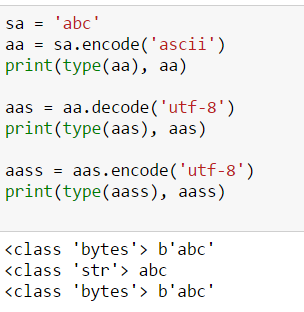 sa = 'abc'
aa = sa.encode('ascii')
print(type(aa), aa)
aas = aa.decode('utf-8')
print(type(aas), aas)
aass = aas.encode('utf-8')
print(type(aass), aass)
<class 'bytes'> b'abc'
<class 'str'> abc
<class 'bytes'> b'abc'